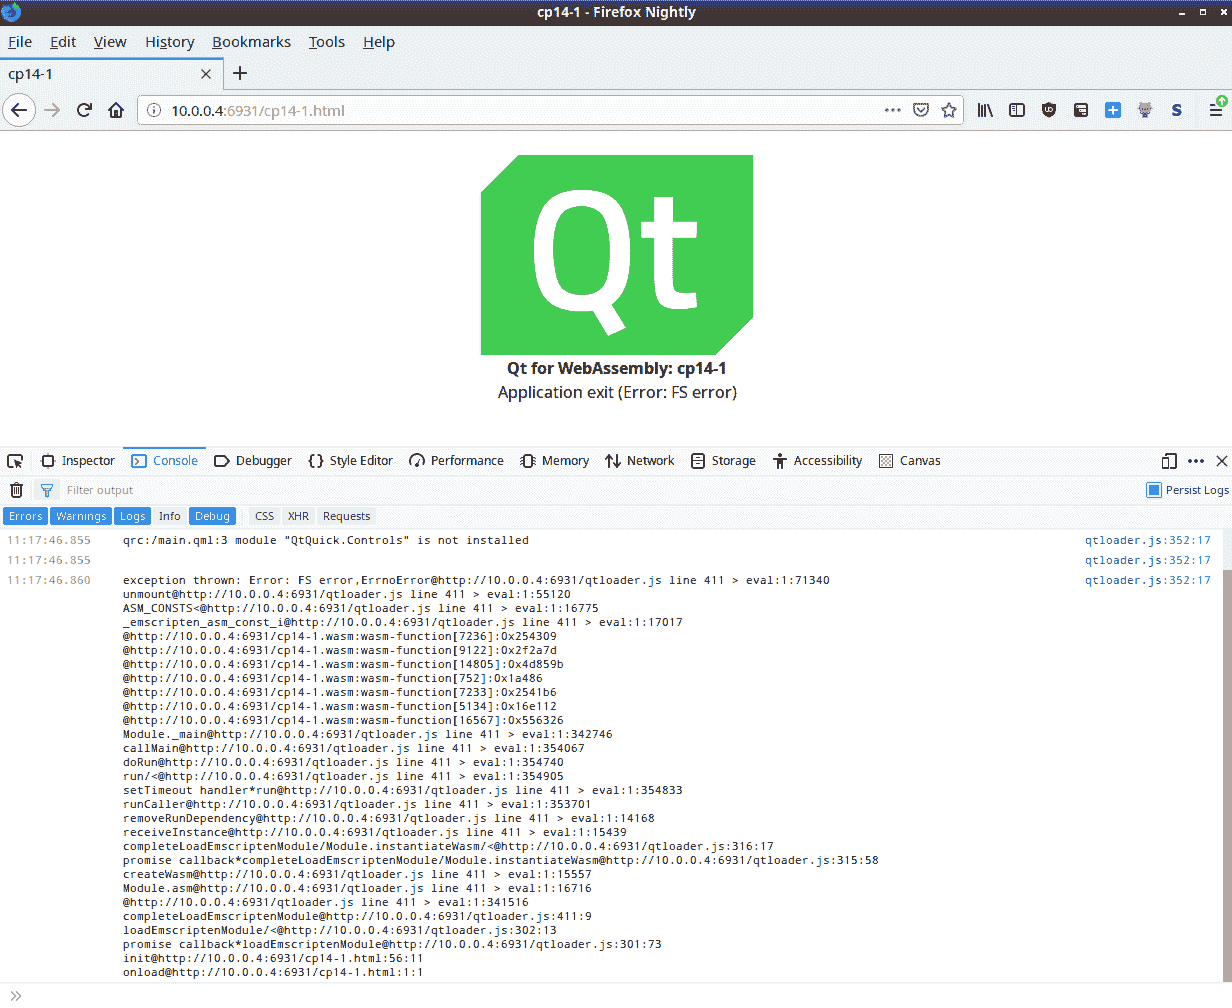 cp14-1 - Firefox Nightly
File Edit View History Bookmarks Tools Help
cp14-1
10.0.0.4:6931/cp14-1.html
S
Qt
Qt for WebAssembly: cp14-1
Application exit (Error: FS error)
Inspector Console Debugger Style Editor Performance Memory Network Storage Accessibility Canvas
Filter output Persist Logs
Errors Warnings Logs Info Debug CSS XHR Requests
11:17:46.855 qrc:/main.qml:3 module "QtQuick.Controls" is not installed qtloader.js:352:17
11:17:46.855 qtloader.js:352:17
11:17:46.860 exception thrown: Error: FS error,ErrnoError@http://10.0.0.4:6931/qtloader.js line 411 > eval:1:71340 qtloader.js:352:17
unmount@http://10.0.0.4:6931/qtloader.js line 411 > eval:1:55120
ASM_CONSTS<@http://10.0.0.4:6931/qtloader.js line 411 > eval:1:16775
_emscripten_asm_const_i@http://10.0.0.4:6931/qtloader.js line 411 > eval:1:17017
@http://10.0.0.4:6931/cp14-1.wasm:wasm-function[7236]:0x254309
@http://10.0.0.4:6931/cp14-1.wasm:wasm-function[9122]:0x2f2a7d
@http://10.0.0.4:6931/cp14-1.wasm:wasm-function[14805]:0x4d859b
@http://10.0.0.4:6931/cp14-1.wasm:wasm-function[752]:0x1a486
@http://10.0.0.4:6931/cp14-1.wasm:wasm-function[7233]:0x2541b6
@http://10.0.0.4:6931/cp14-1.wasm:wasm-function[5134]:0x16e112
@http://10.0.0.4:6931/cp14-1.wasm:wasm-function[16567]:0x556326
Module._main@http://10.0.0.4:6931/qtloader.js line 411 > eval:1:342746
callMain@http://10.0.0.4:6931/qtloader.js line 411 > eval:1:354067
doRun@http://10.0.0.4:6931/qtloader.js line 411 > eval:1:354740
run/<@http://10.0.0.4:6931/qtloader.js line 411 > eval:1:354905
setTimeout handler*run@http://10.0.0.4:6931/qtloader.js line 411 > eval:1:354833
runCaller@http://10.0.0.4:6931/qtloader.js line 411 > eval:1:353701
removeRunDependency@http://10.0.0.4:6931/qtloader.js line 411 > eval:1:14168
receiveInstance@http://10.0.0.4:6931/qtloader.js line 411 > eval:1:15439
completeLoadEmscriptenModule/Module.instantiateWasm/<@http://10.0.0.4:6931/qtloader.js:316:17
promise callback*completeLoadEmscriptenModule/Module.instantiateWasm@http://10.0.0.4:6931/qtloader.js:315:58
createWasm@http://10.0.0.4:6931/qtloader.js line 411 > eval:1:15557
Module.asm@http://10.0.0.4:6931/qtloader.js line 411 > eval:1:16716
@http://10.0.0.4:6931/qtloader.js line 411 > eval:1:341516
completeLoadEmscriptenModule@http://10.0.0.4:6931/qtloader.js:411:9
loadEmscriptenModule/<@http://10.0.0.4:6931/qtloader.js:302:13
promise callback*loadEmscriptenModule@http://10.0.0.4:6931/qtloader.js:301:73
init@http://10.0.0.4:6931/cp14-1.html:56:11
onload@http://10.0.0.4:6931/cp14-1.html:1:1